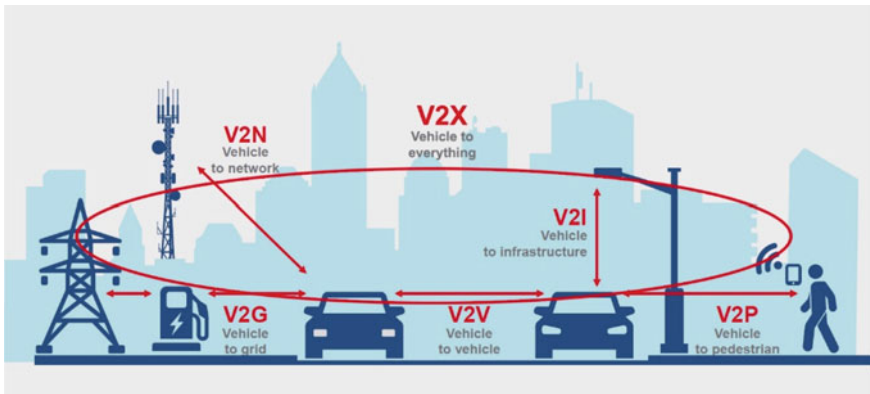 V2X
Vehicle to
everything
V2N
Vehicle
to network
V2I
Vehicle
to infrastructure
V2G
Vehicle
to grid
V2V
Vehicle
to vehicle
V2P
Vehicle
to pedestrian